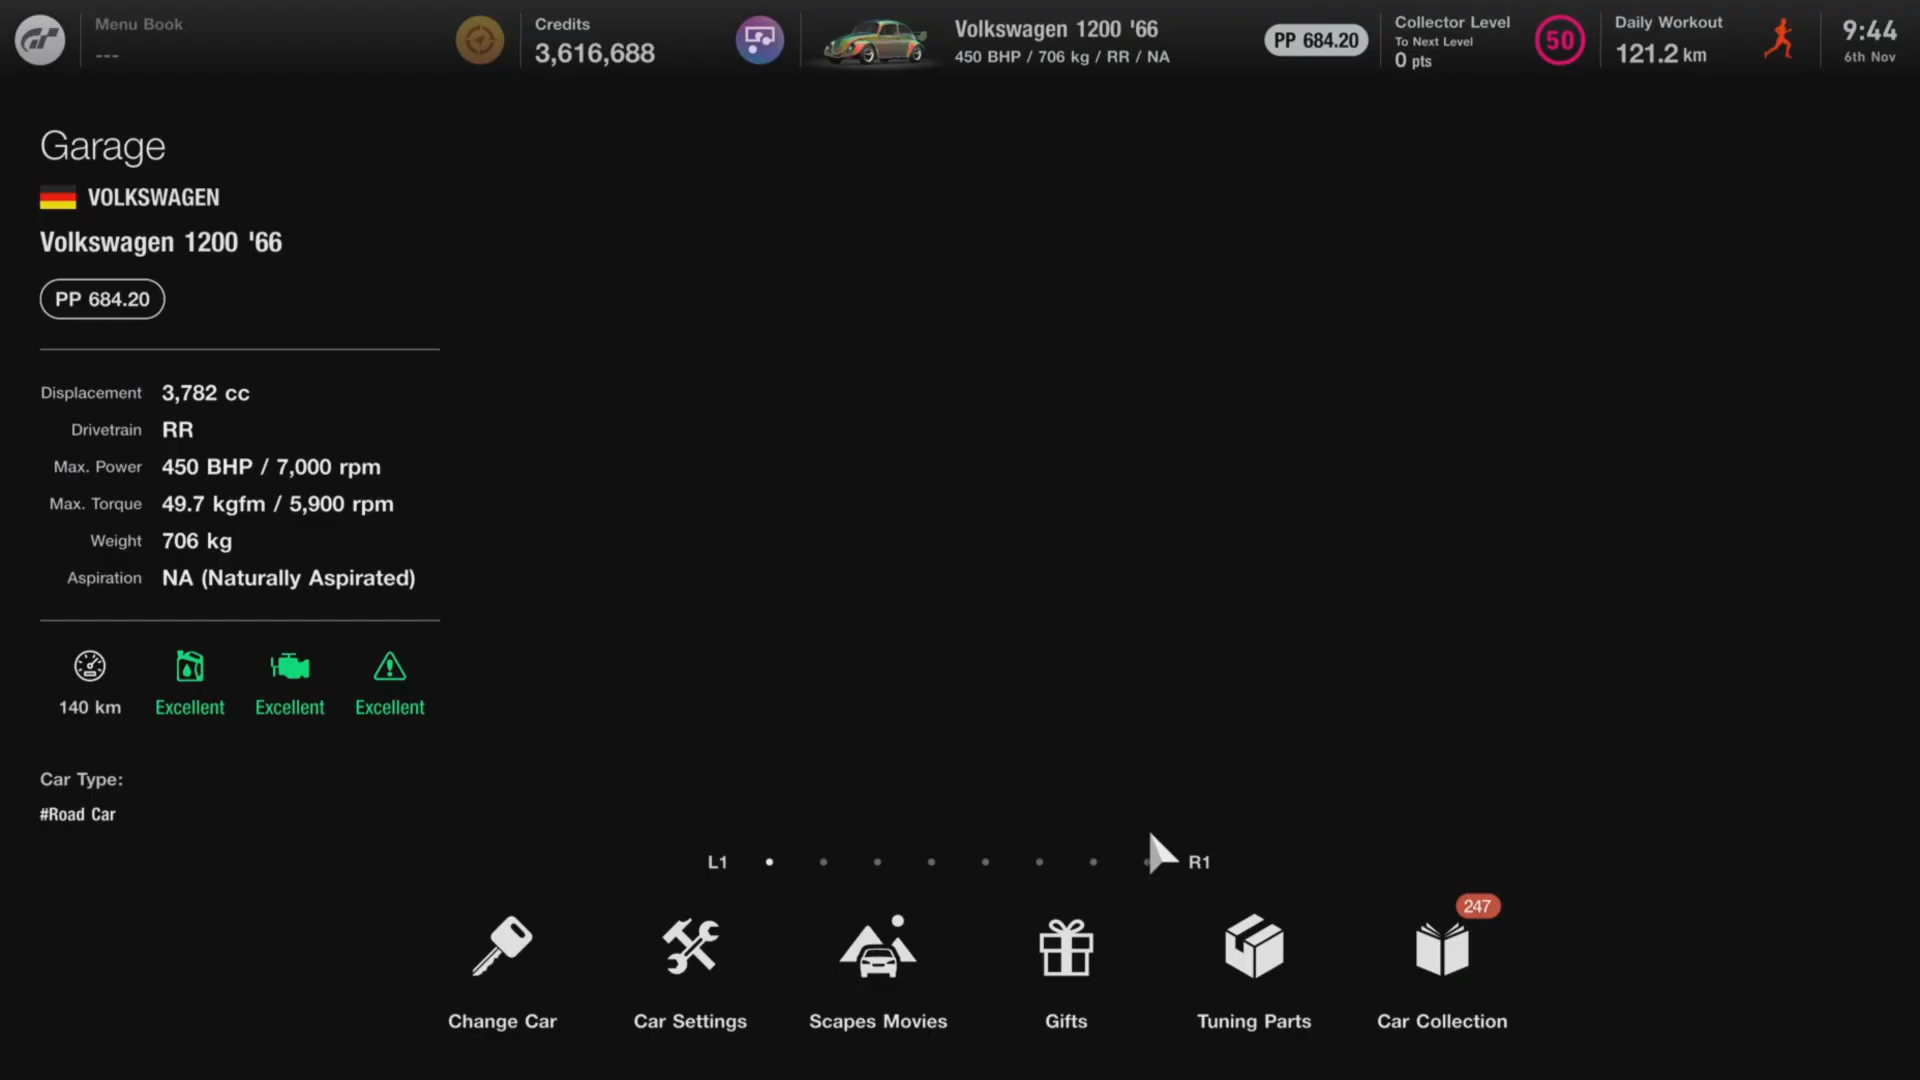 Menu Book
---
Credits
3,616,688
Volkswagen 1200 '66
450 BHP / 706 kg / RR / NA
PP 684.20
Collector Level
To Next Level
0 pts
50
Daily Workout
121.2 km
9:44
6th Nov
Garage
VOLKSWAGEN
Volkswagen 1200 '66
PP 684.20
Displacement 3,782 cc
Drivetrain RR
Max. Power 450 BHP / 7,000 rpm
Max. Torque 49.7 kgfm / 5,900 rpm
Weight 706 kg
Aspiration NA (Naturally Aspirated)
140 km Excellent Excellent Excellent
Car Type:
#Road Car
L1 R1
247
Change Car Car Settings Scapes Movies Gifts Tuning Parts Car Collection